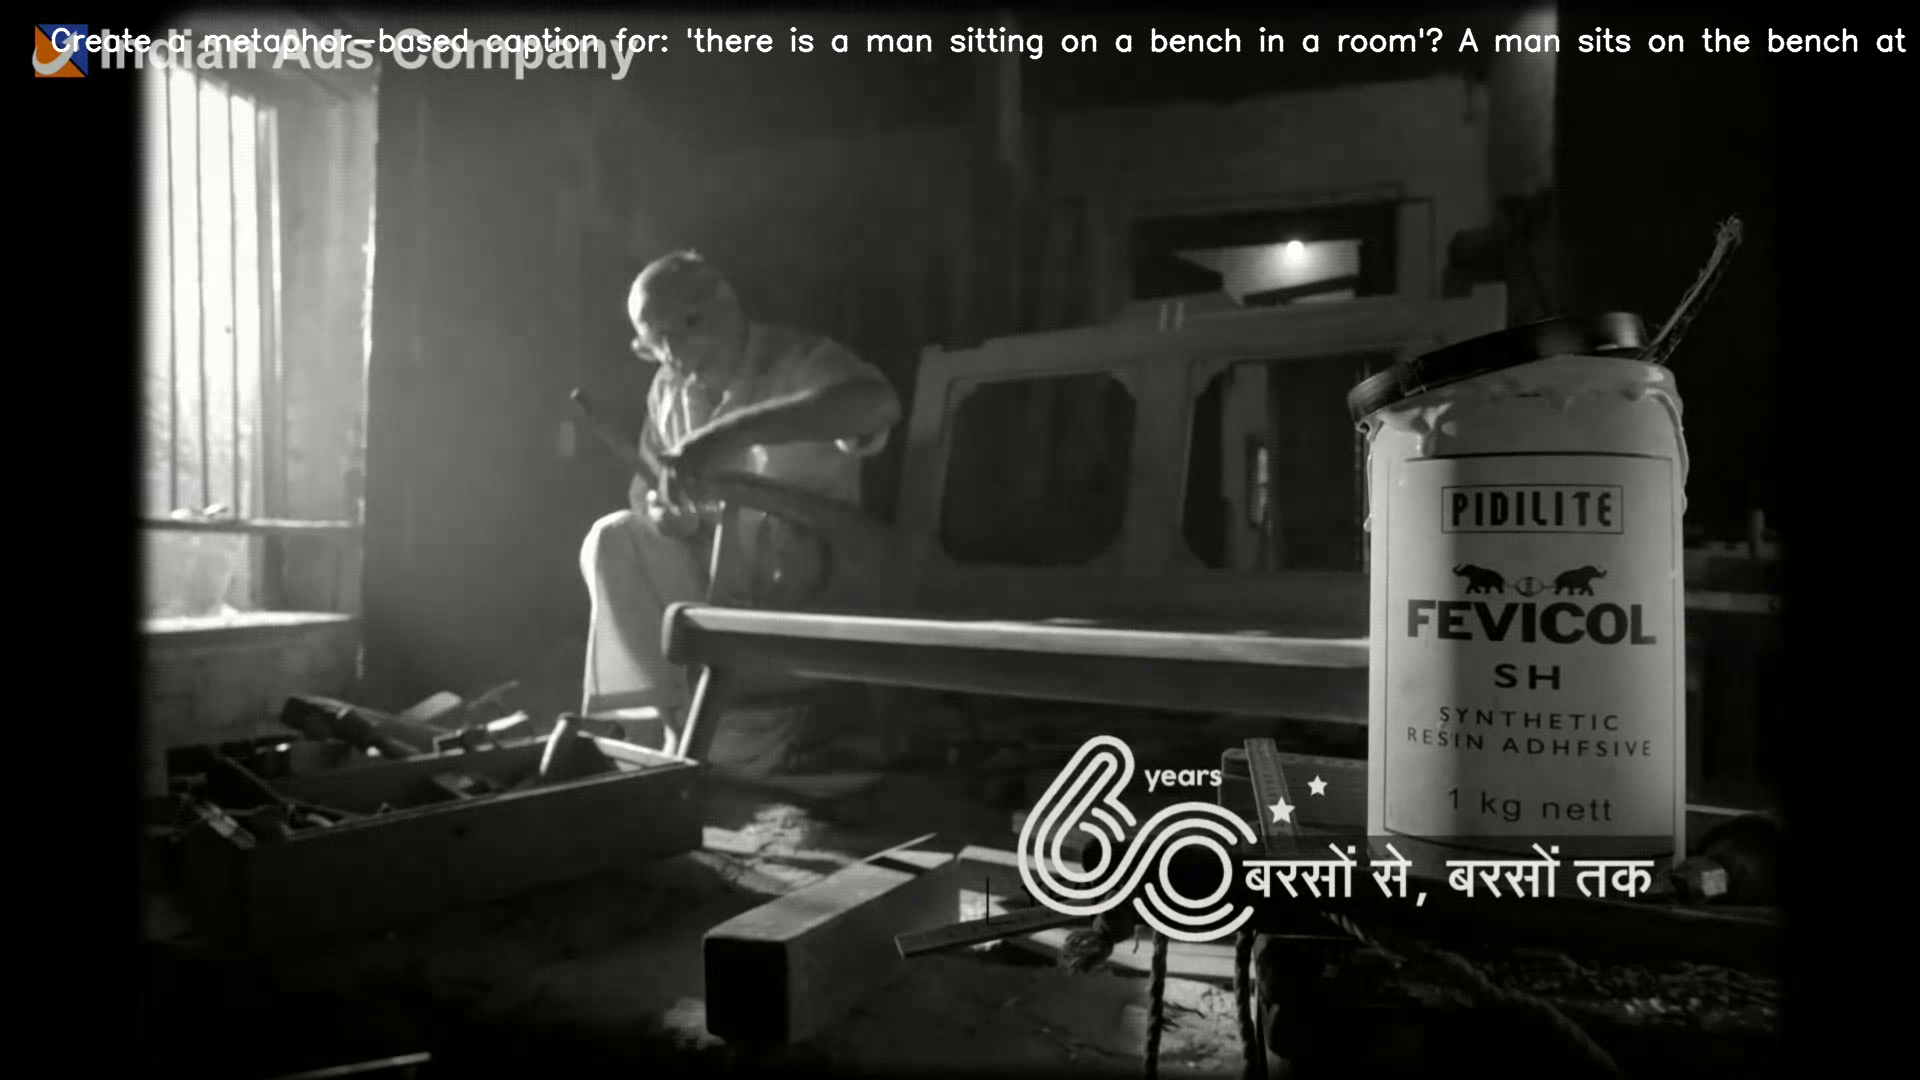 Create a metaphor-based caption for: 'there is a man sitting on a bench in a room'? A man sits on the bench at
Indian Ads Company
PIDILITE
FEVICOL
SH
SYNTHETIC
RESIN ADHESIVE
1 kg nett
60 years
बरसों से, बरसों तक